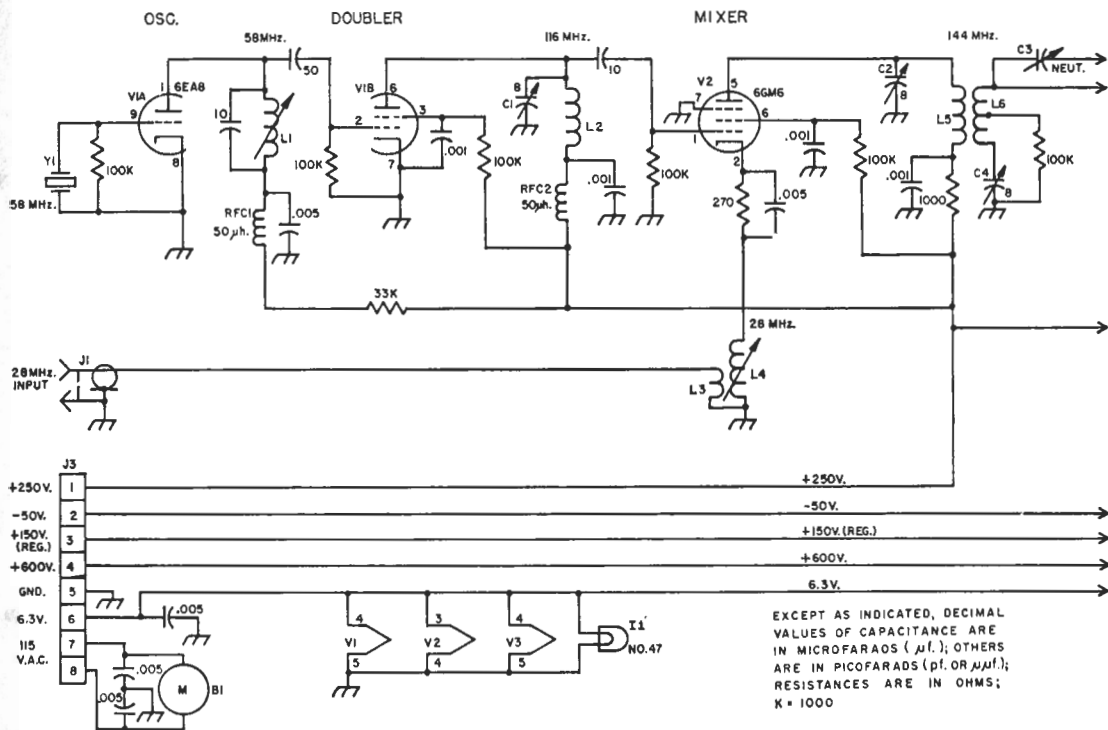 OSC.
DOUBLER
MIXER
58MHz.
116 MHz.
144 MHz.
50
10
C3
NEUT.
V1A
1
6EA8
9
8
10
L1
Y1
100K
58 MHz.
RFC1
50µh.
.005
V1B
6
3
2
7
100K
.001
100K
8
C1
L2
RFC2
50µh.
.001
V2
5
7
6GM6
6
1
2
100K
270
.005
.001
100K
C2
8
L5
L6
.001
1000
C4
8
100K
33K
28 MHz.
L3
L4
28MHz.
INPUT
J1
J3
+250V.
1
+250V.
-50V.
2
-50V.
+150V.
(REG.)
3
+150V.(REG.)
+600V.
4
+600V.
GND.
5
6.3V.
6.3V.
6
.005
115
V.A.C.
7
8
.005
.005
M
B1
4
V1
5
3
V2
4
4
V3
5
I1
NO.47
EXCEPT AS INDICATED, DECIMAL
VALUES OF CAPACITANCE ARE
IN MICROFARAOS ( µf.); OTHERS
ARE IN PICOFARADS (pf. OR µµf.);
RESISTANCES ARE IN OHMS;
K = 1000